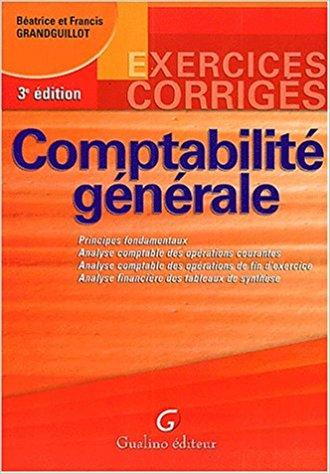 Béatrice et Francis
GRANDGUILLOT
3e édition
EXERCICES
CORRIGÉS
Comptabilité
générale
Principes fondamentaux
Analyse comptable des opérations courantes
Analyse comptable des opérations de fin d'exercice
Analyse financière des tableaux de synthèse
G
Gualino éditeur